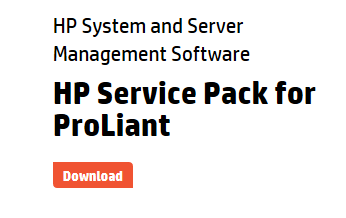 HP System and Server
Management Software
HP Service Pack for
ProLiant
Download